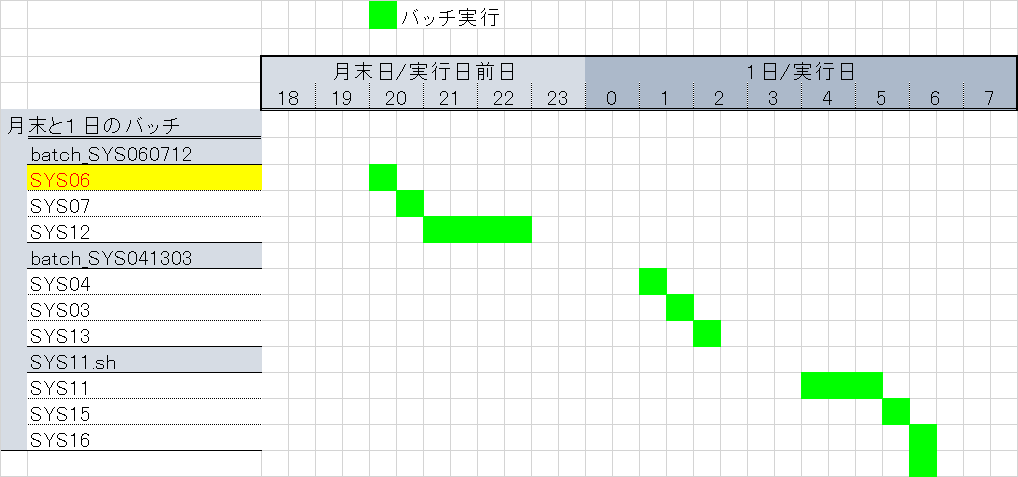 バッチ実行
月末日/実行日前日 1日/実行日
18 19 20 21 22 23 0 1 2 3 4 5 6 7
月末と1日のバッチ
batch_SYS060712
SYS06
SYS07
SYS12
batch_SYS041303
SYS04
SYS03
SYS13
SYS11.sh
SYS11
SYS15
SYS16